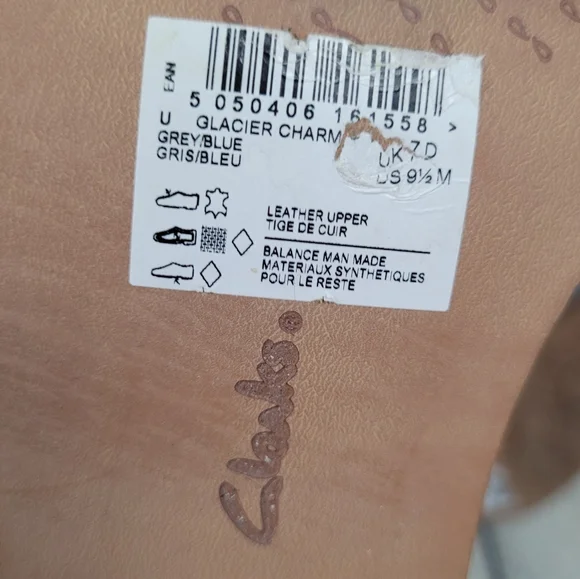 EAN
5 050406 161558 >
U GLACIER CHARM
GREY/BLUE
GRIS/BLEU
UK 7 D
US 9½ M
LEATHER UPPER
TIGE DE CUIR
BALANCE MAN MADE
MATERIAUX SYNTHETIQUES
POUR LE RESTE
Clarks®